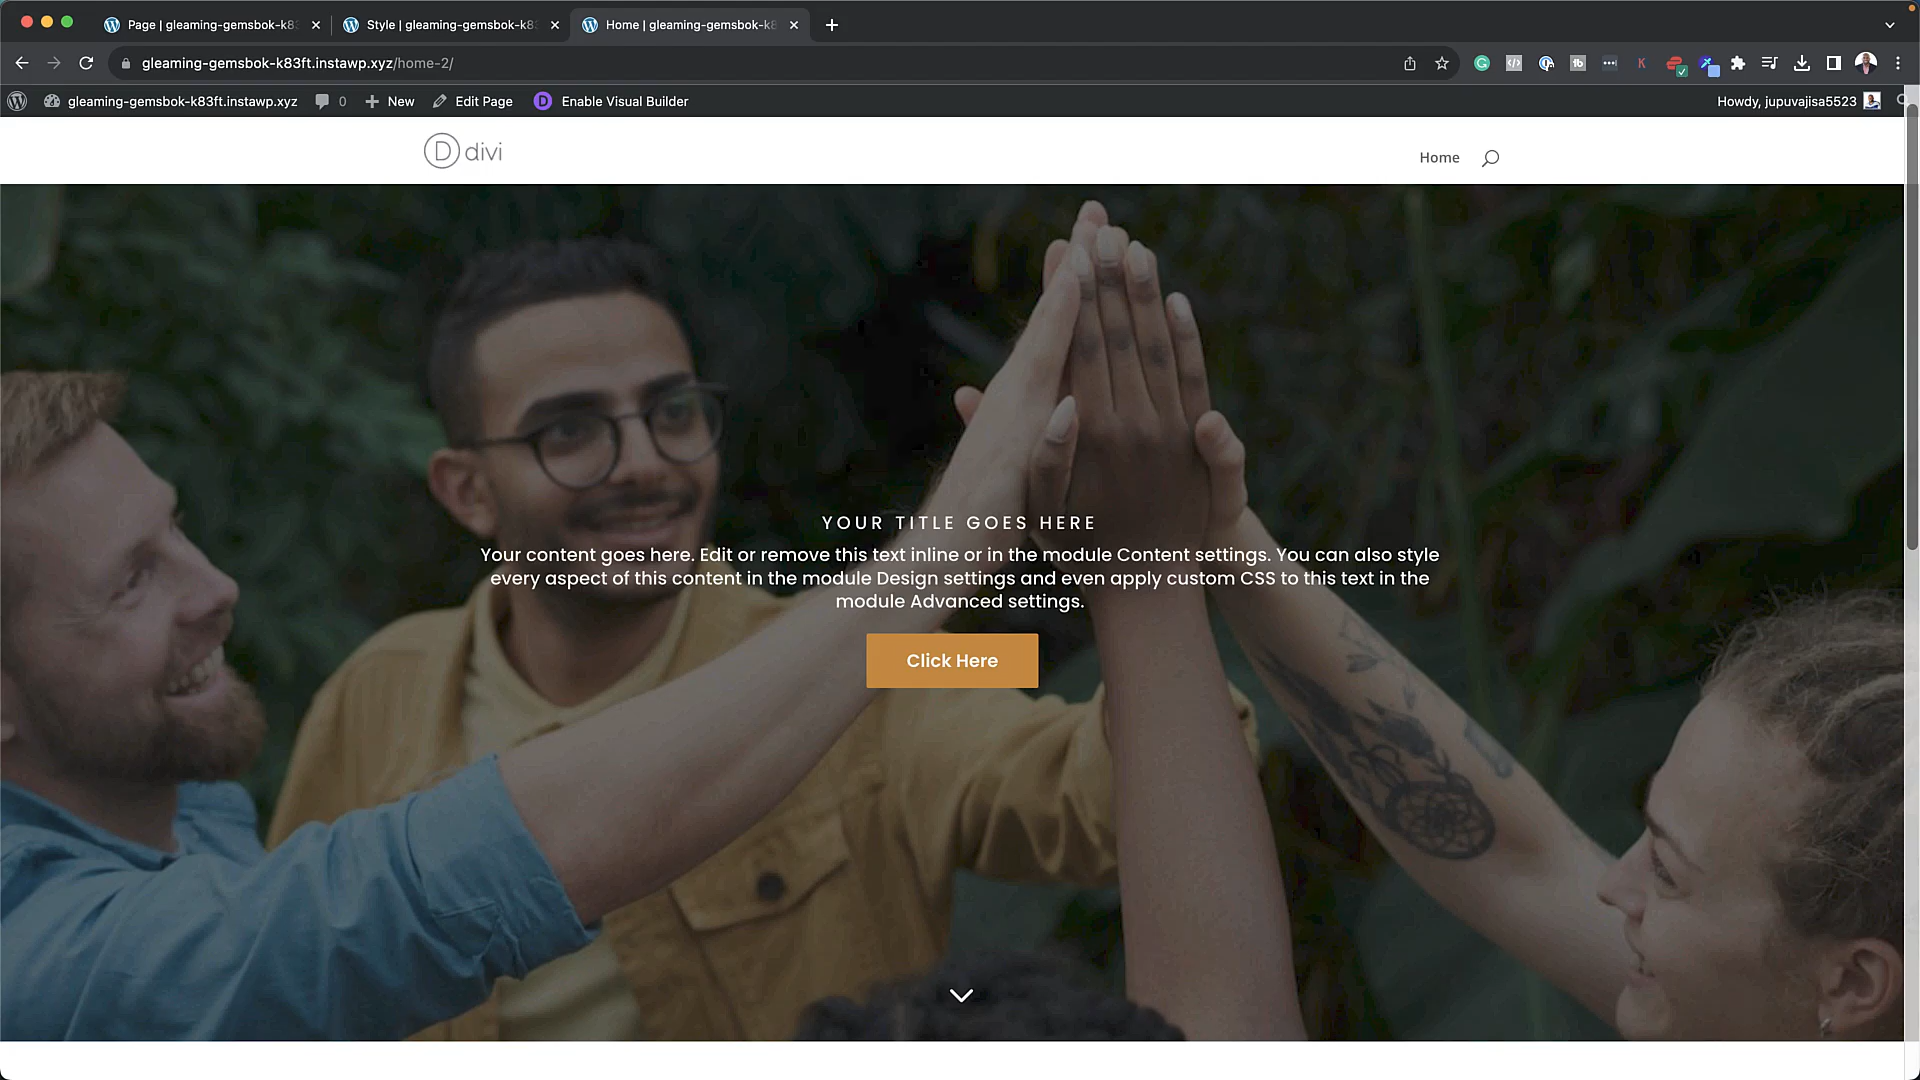 Page | gleaming-gemsbok-k83
Style | gleaming-gemsbok-k83
Home | gleaming-gemsbok-k8
gleaming-gemsbok-k83ft.instawp.xyz/home-2/
gleaming-gemsbok-k83ft.instawp.xyz 0 New Edit Page D Enable Visual Builder Howdy, jupuvajisa5523
D divi
Home
YOUR TITLE GOES HERE
Your content goes here. Edit or remove this text inline or in the module Content settings. You can also style
every aspect of this content in the module Design settings and even apply custom CSS to this text in the
module Advanced settings.
Click Here